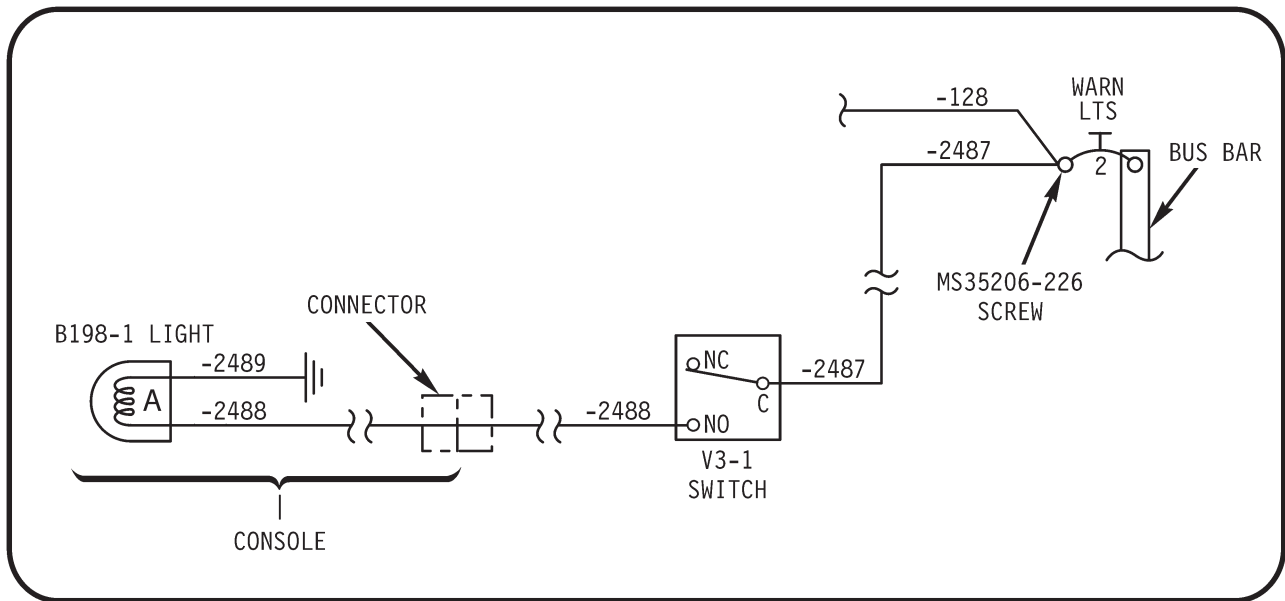 -128
WARN
LTS
-2487
2
BUS BAR
MS35206-226
SCREW
CONNECTOR
B198-1 LIGHT
-2489
A
-2488
-2488
NC
C
NO
-2487
V3-1
SWITCH
CONSOLE